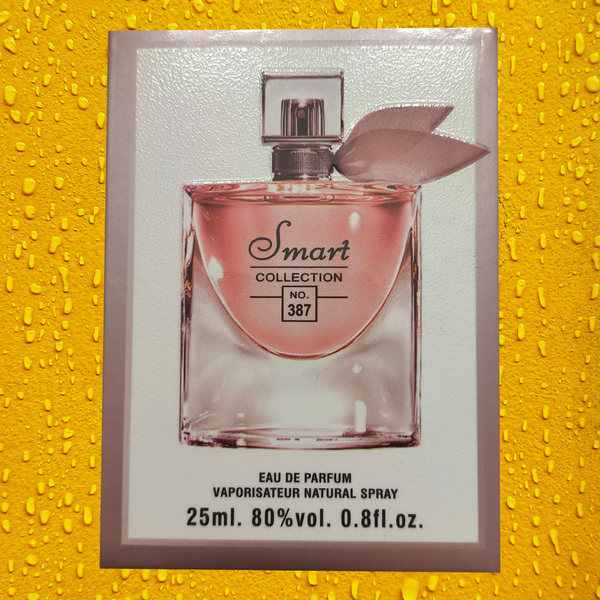 Smart
COLLECTION
NO.
387
EAU DE PARFUM
VAPORISATEUR NATURAL SPRAY
25ml. 80%vol. 0.8fl.oz.